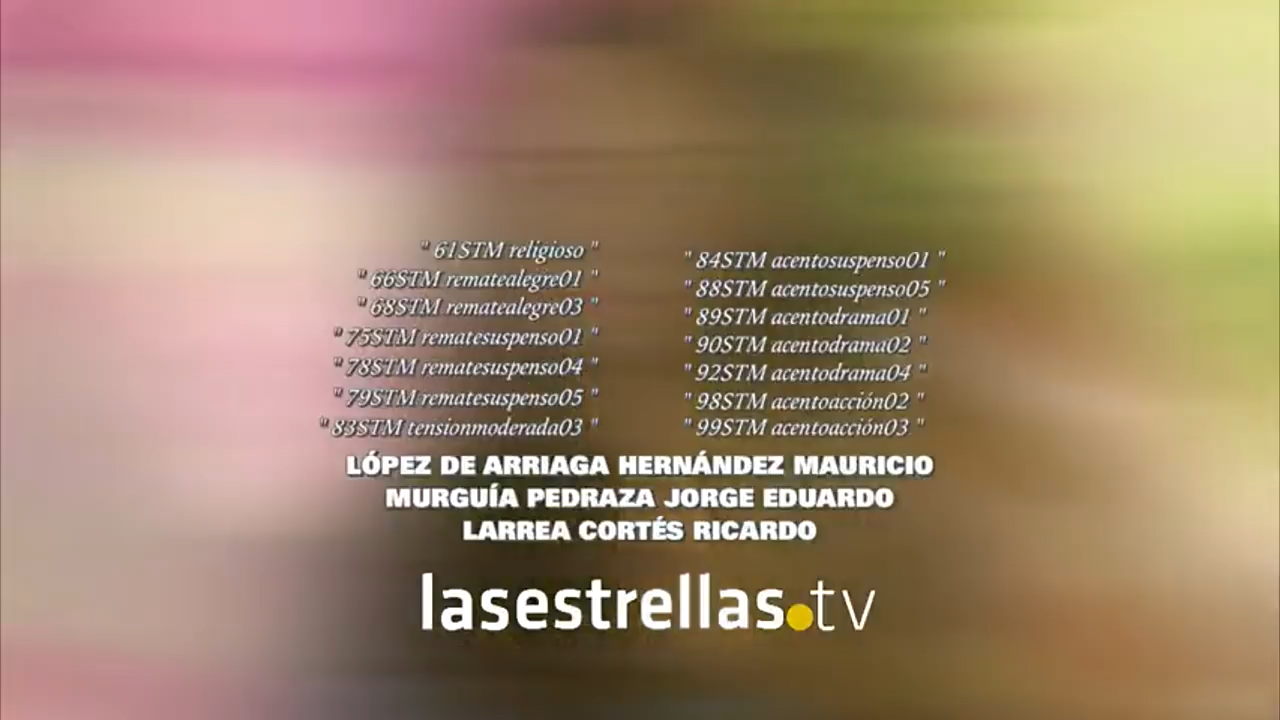 " 61STM religioso "
" 66STM rematealegre01 "
" 68STM rematealegre03 "
" 75STM rematesuspenso01 "
" 78STM rematesuspenso04 "
" 79STM rematesuspenso05 "
" 83STM tensionmoderada03 "
" 84STM acentosuspenso01 "
" 88STM acentosuspenso05 "
" 89STM acentodrama01 "
" 90STM acentodrama02 "
" 92STM acentodrama04 "
" 98STM acentoacción02 "
" 99STM acentoacción03 "
LÓPEZ DE ARRIAGA HERNÁNDEZ MAURICIO
MURGUÍA PEDRAZA JORGE EDUARDO
LARREA CORTÉS RICARDO
lasestrellas.tv